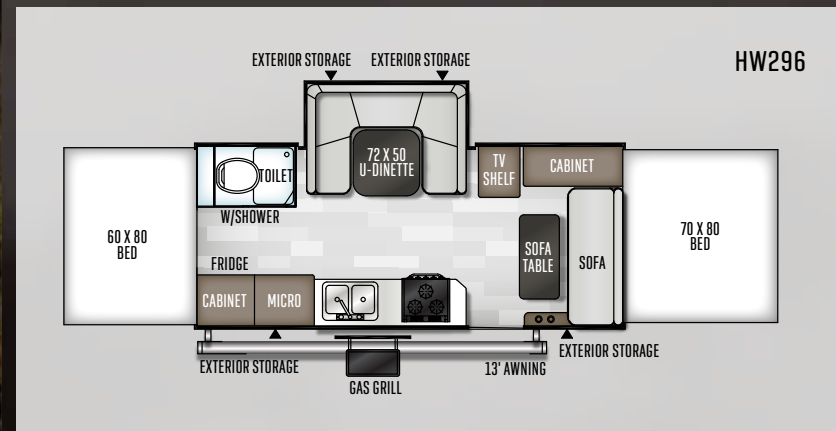 EXTERIOR STORAGE EXTERIOR STORAGE
HW296
72 X 50
U-DINETTE
TV
SHELF
CABINET
TOILET
W/SHOWER
60 X 80
BED
70 X 80
BED
SOFA
TABLE
SOFA
FRIDGE
CABINET
MICRO
EXTERIOR STORAGE
GAS GRILL
13' AWNING
EXTERIOR STORAGE